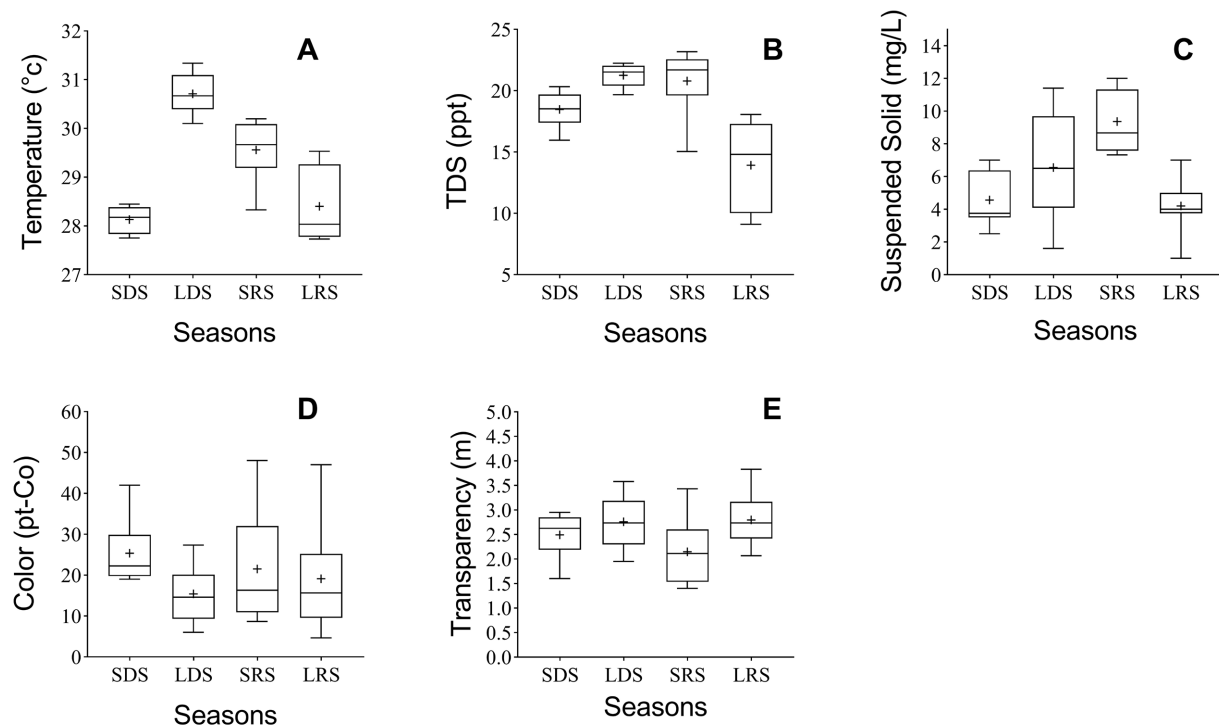 A
Temperature (°c)
32
31
30
29
28
27
SDS LDS SRS LRS
Seasons
B
TDS (ppt)
25
20
15
10
5
SDS LDS SRS LRS
Seasons
C
Suspended Solid (mg/L)
14
12
10
8
6
4
2
0
SDS LDS SRS LRS
Seasons
D
Color (pt-Co)
60
50
40
30
20
10
0
SDS LDS SRS LRS
Seasons
E
Transparency (m)
5.0
4.5
4.0
3.5
3.0
2.5
2.0
1.5
1.0
0.5
0.0
SDS LDS SRS LRS
Seasons